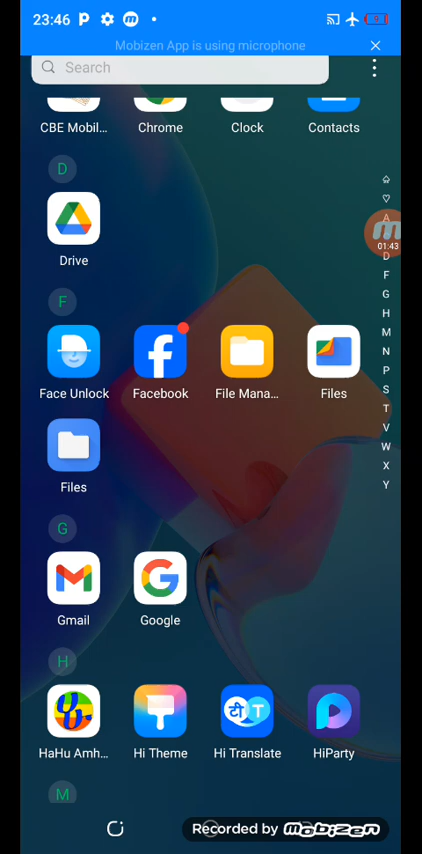 23:46
Mobizen App is using microphone
Search
CBE Mobil... Chrome Clock Contacts
D
Drive
F
Face Unlock Facebook File Mana... Files
Files
G
Gmail Google
H
HaHu Amh... Hi Theme Hi Translate HiParty
M
A
01:43
D
F
G
H
M
N
P
S
T
V
W
X
Y
Recorded by mobizen